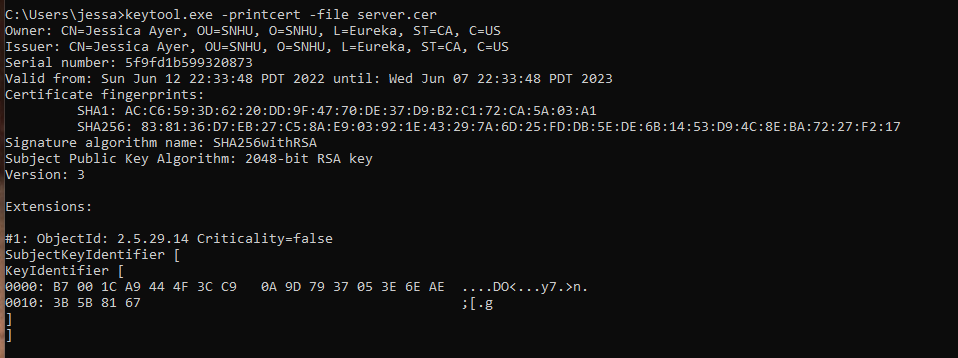 C:\Users\jessa>keytool.exe -printcert -file server.cer
Owner: CN=Jessica Ayer, OU=SNHU, O=SNHU, L=Eureka, ST=CA, C=US
Issuer: CN=Jessica Ayer, OU=SNHU, O=SNHU, L=Eureka, ST=CA, C=US
Serial number: 5f9fd1b599320873
Valid from: Sun Jun 12 22:33:48 PDT 2022 until: Wed Jun 07 22:33:48 PDT 2023
Certificate fingerprints:
         SHA1: AC:C6:59:3D:62:20:DD:9F:47:70:DE:37:D9:B2:C1:72:CA:5A:03:A1
         SHA256: 83:81:36:D7:EB:27:C5:8A:E9:03:92:1E:43:29:7A:6D:25:FD:DB:5E:DE:6B:14:53:D9:4C:8E:BA:72:27:F2:17
Signature algorithm name: SHA256withRSA
Subject Public Key Algorithm: 2048-bit RSA key
Version: 3
Extensions:
#1: ObjectId: 2.5.29.14 Criticality=false
SubjectKeyIdentifier [
KeyIdentifier [
0000: B7 00 1C A9 44 4F 3C C9   0A 9D 79 37 05 3E 6E AE  ....DO<...y7.>n.
0010: 3B 5B 81 67                                        ;[.g
]
]